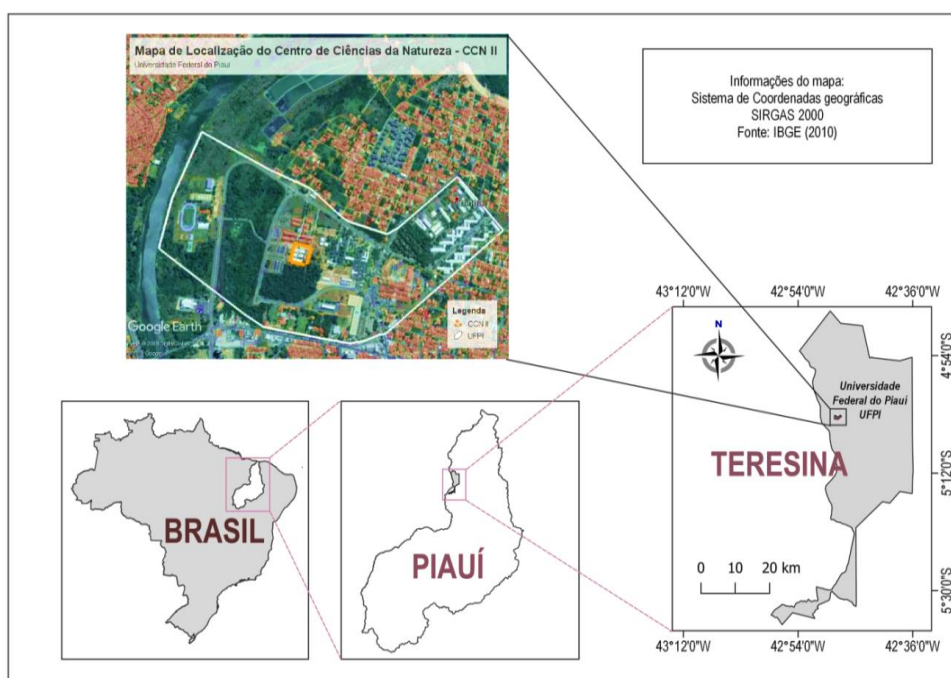 Mapa de Localização do Centro de Ciências da Natureza - CCN II
Universidade Federal do Piauí
Legenda
CCN II
UFPI
Google Earth
Informações do mapa:
Sistema de Coordenadas geográficas
SIRGAS 2000
Fonte: IBGE (2010)
BRASIL
PIAUÍ
43°12'0"W 42°54'0"W 42°36'0"W
N
4°54'0"S
Universidade
Federal do Piauí
UFPI
TERESINA
5°12'0"S
0 10 20 km
5°30'0"S
43°12'0"W 42°54'0"W 42°36'0"W